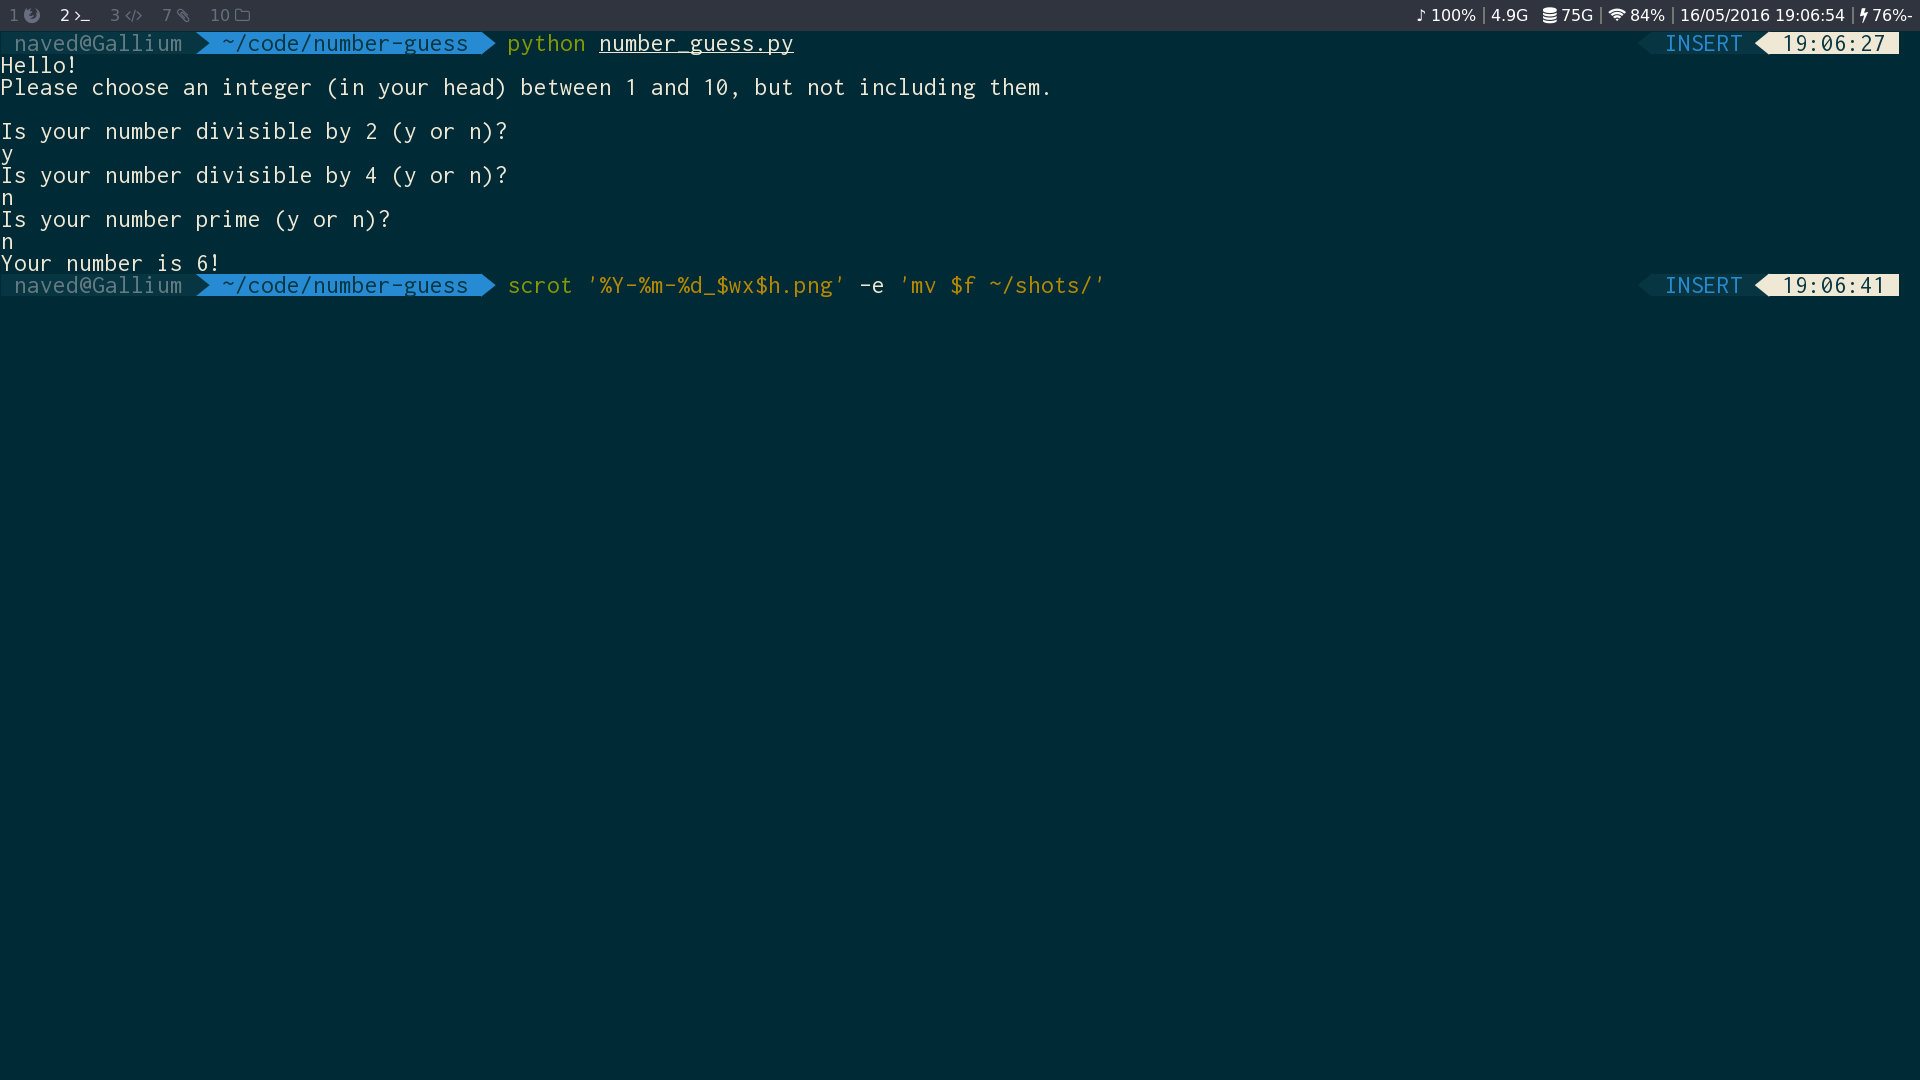 1 2 >_ 3 </> 7 10 ♪ 100% | 4.9G 75G | 84% | 16/05/2016 19:06:54 | 76%-
naved@Gallium ~/code/number-guess python number_guess.py INSERT 19:06:27
Hello!
Please choose an integer (in your head) between 1 and 10, but not including them.
Is your number divisible by 2 (y or n)?
y
Is your number divisible by 4 (y or n)?
n
Is your number prime (y or n)?
n
Your number is 6!
naved@Gallium ~/code/number-guess scrot '%Y-%m-%d_$wx$h.png' -e 'mv $f ~/shots/' INSERT 19:06:41